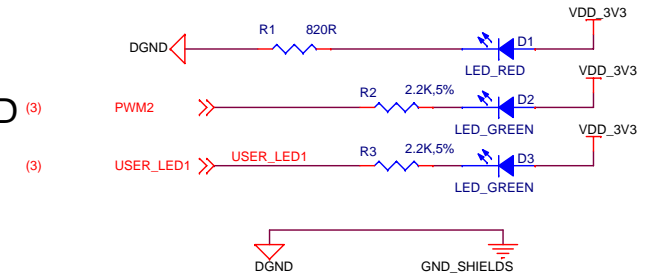 VDD_3V3
R1 820R
DGND D1
LED_RED VDD_3V3
R2 2.2K,5%
D (3) PWM2 D2
LED_GREEN VDD_3V3
R3 2.2K,5%
(3) USER_LED1 USER_LED1 D3
LED_GREEN
DGND GND_SHIELDS